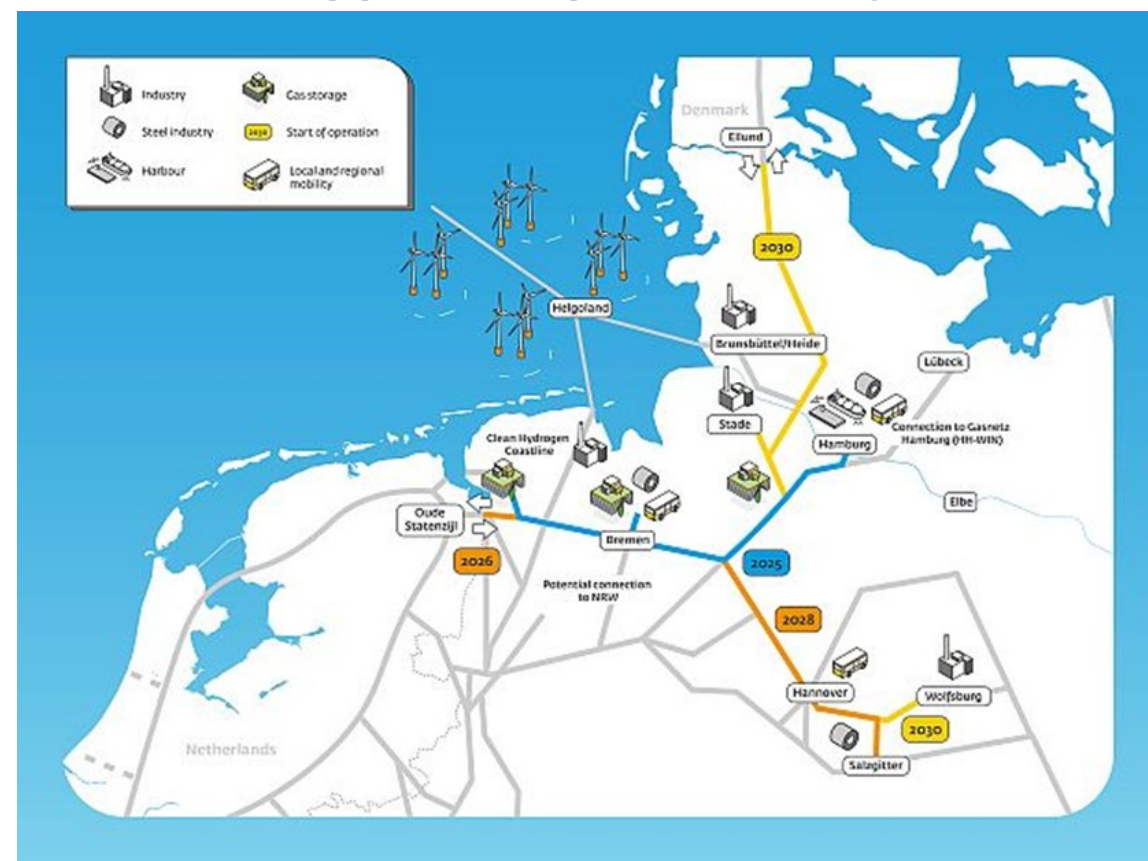 Industry
Gas storage
Steel industry
2030
Start of operation
Harbour
Local and regional
mobility
Denmark
Ellund
2030
Helgoland
Brunsbüttel/Heide
Lübeck
Stade
Hamburg
Connection to Gasnetz
Hamburg (HH-WIN)
Clean Hydrogen
Coastline
Elbe
Oude
Statenzijl
Bremen
2026
2025
Potential connection
to NRW
2028
Hannover
Wolfsburg
2030
Salzgitter
Netherlands